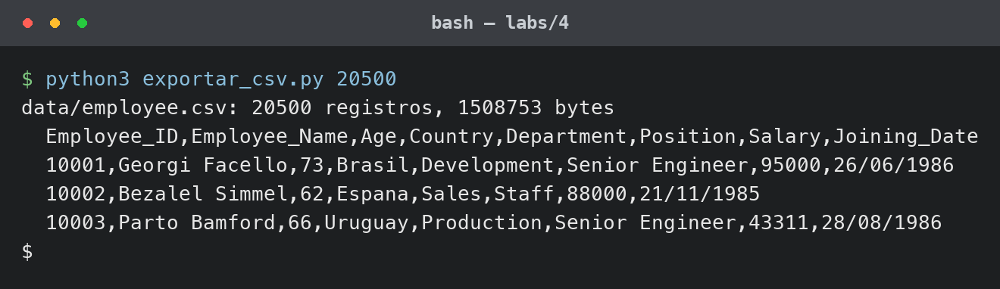 bash — labs/4
$ python3 exportar_csv.py 20500
data/employee.csv: 20500 registros, 1508753 bytes
Employee_ID,Employee_Name,Age,Country,Department,Position,Salary,Joining_Date
10001,Georgi Facello,73,Brasil,Development,Senior Engineer,95000,26/06/1986
10002,Bezalel Simmel,62,Espana,Sales,Staff,88000,21/11/1985
10003,Parto Bamford,66,Uruguay,Production,Senior Engineer,43311,28/08/1986
$